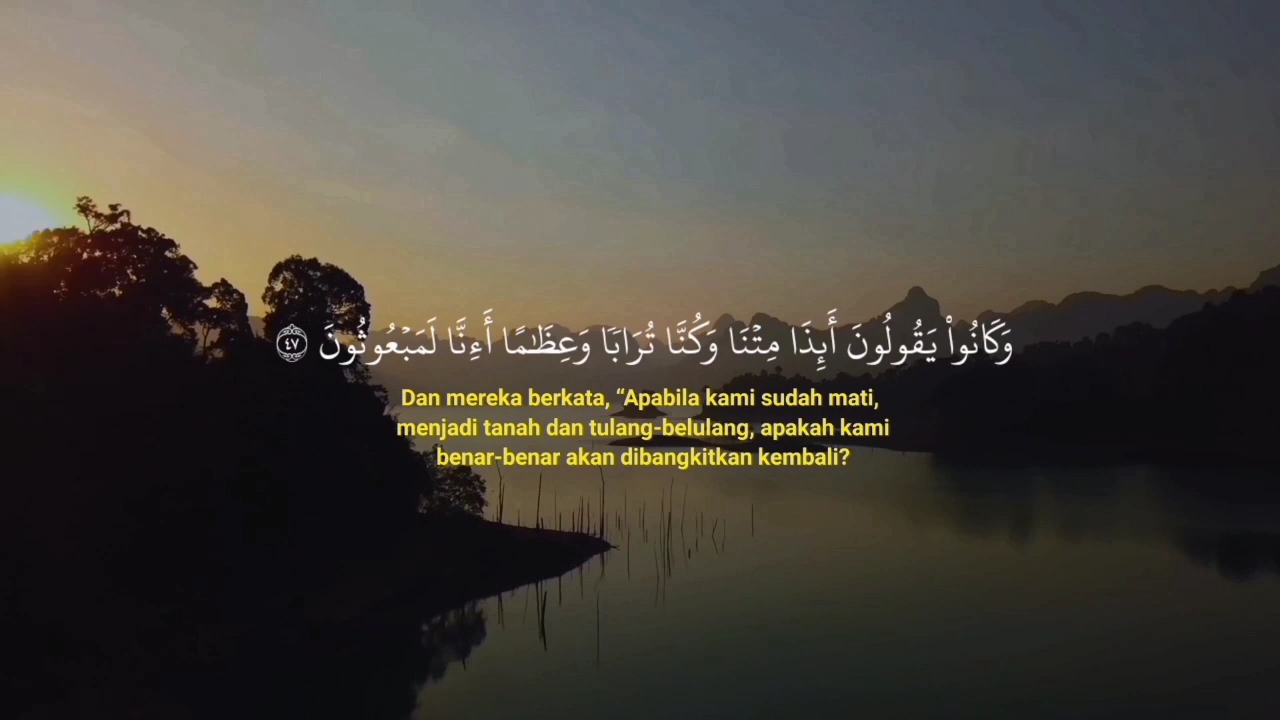 وَكَانُوا۟ يَقُولُونَ أَئِذَا مِتْنَا وَكُنَّا تُرَابًا وَعِظَـٰمًا أَءِنَّا لَمَبْعُوثُونَ ٤٧
Dan mereka berkata, “Apabila kami sudah mati,
menjadi tanah dan tulang-belulang, apakah kami
benar-benar akan dibangkitkan kembali?